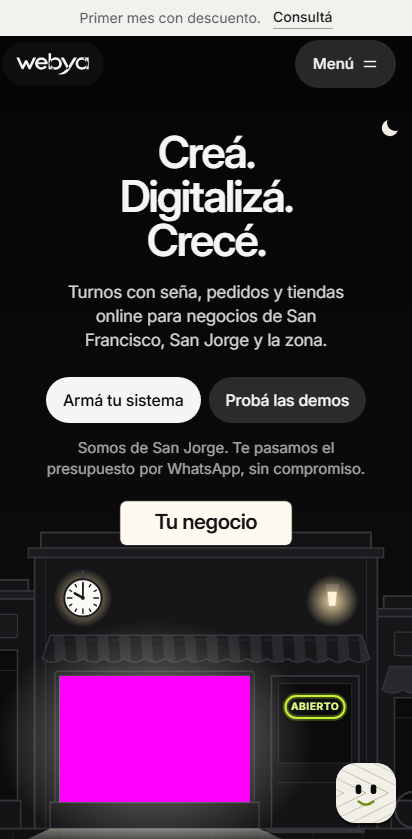 Primer mes con descuento. Consultá
webya
Menú
Creá.
Digitalizá.
Crecé.
Turnos con seña, pedidos y tiendas
online para negocios de San
Francisco, San Jorge y la zona.
Armá tu sistema
Probá las demos
Somos de San Jorge. Te pasamos el
presupuesto por WhatsApp, sin compromiso.
Tu negocio
ABIERTO